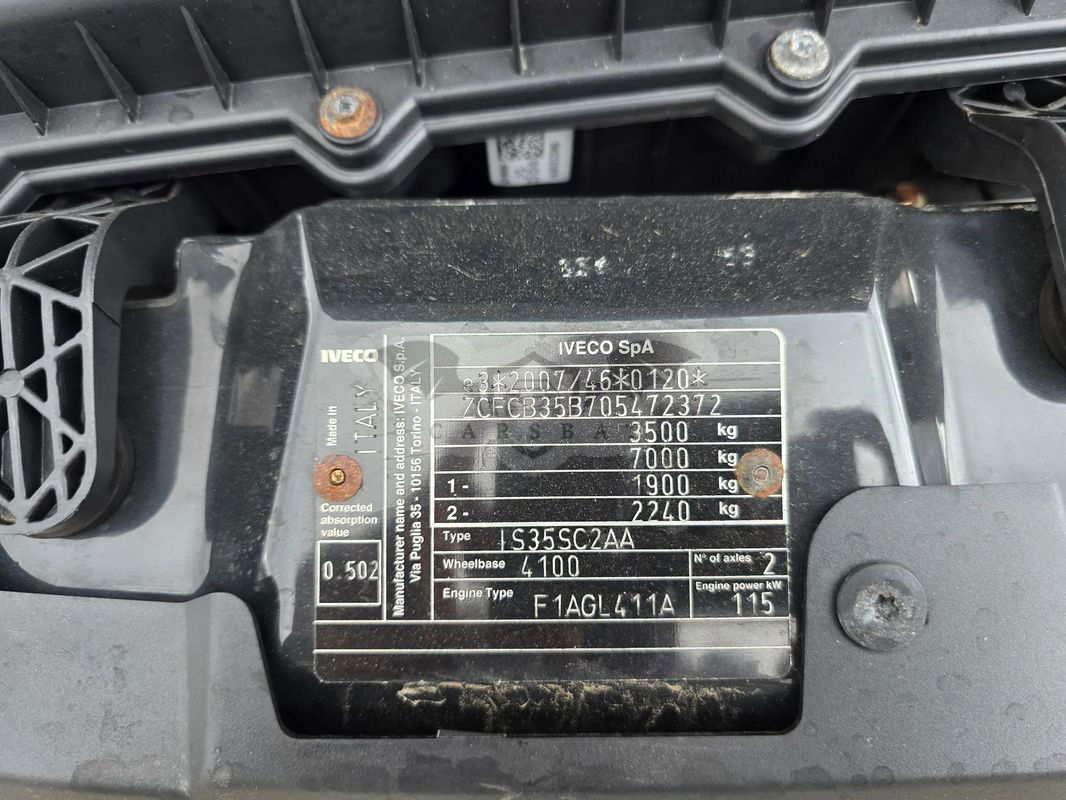 IVECO
Made in
ITALY
Corrected
absorption
value
0.502
Manufacturer name and address: IVECO S.p.A.
Via Puglia 35 - 10156 Torino - ITALY
IVECO SpA
e3*2007/46*0120*
ZCFCB35B705472372
CARSBA
3500 kg
7000 kg
1- 1900 kg
2- 2240 kg
Type IS35SC2AA
Wheelbase 4100
N° of axles 2
Engine Type F1AGL411A
Engine power kW
115